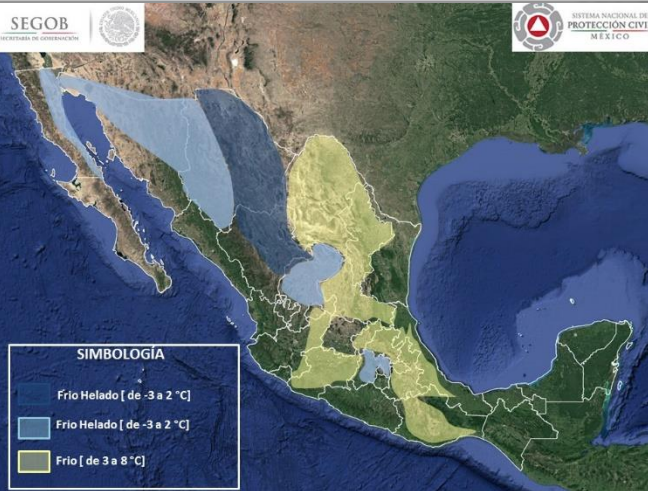 SEGOB
SECRETARÍA DE GOBERNACIÓN
SISTEMA NACIONAL DE
PROTECCIÓN CIVIL
MÉXICO
SIMBOLOGÍA
Frio Helado [ de -3 a 2 °C]
Frio Helado [ de -3 a 2 °C]
Frio [ de 3 a 8 °C]